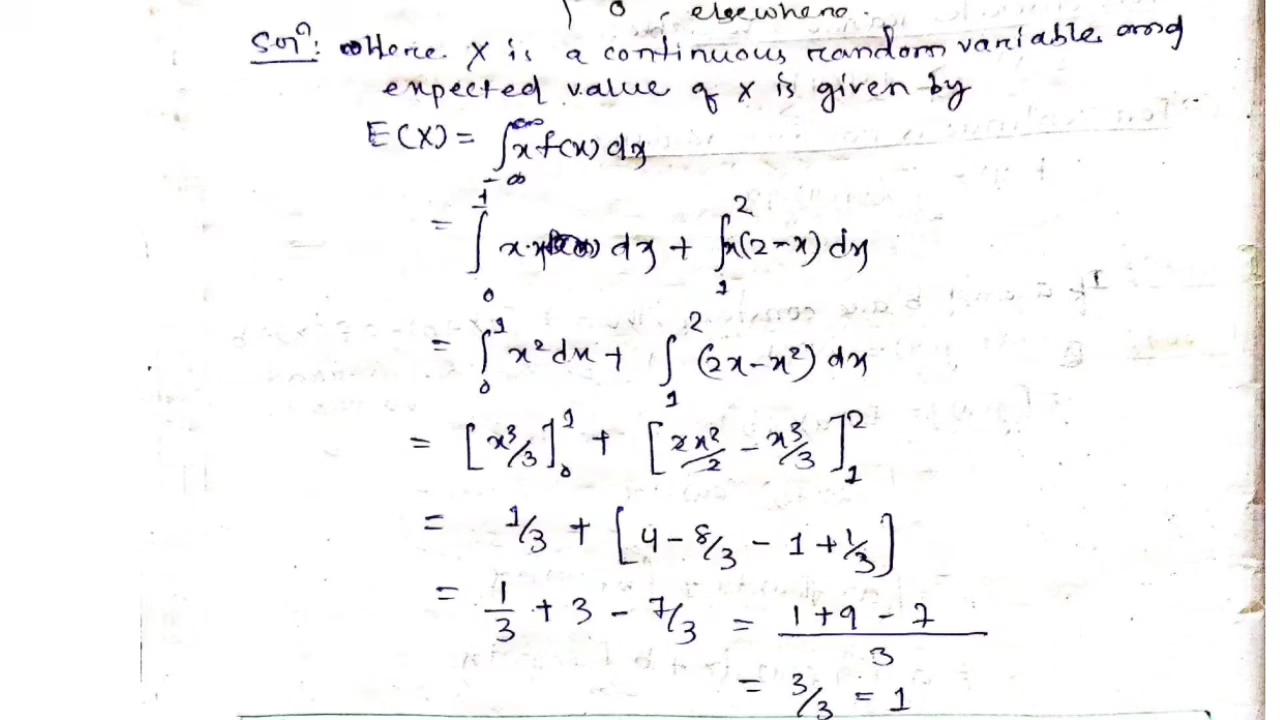 0 , elsewhere.
Solⁿ: Here X is a continuous random variable and
expected value of X is given by
E(X) = ∫_{-∞}^{∞} x f(x) dx
= ∫_0^1 x·x dx + ∫_1^2 x(2-x) dx
= ∫_0^1 x² dx + ∫_1^2 (2x-x²) dx
= [x³/3]_0^1 + [2x²/2 - x³/3]_1^2
= 1/3 + [4 - 8/3 - 1 + 1/3]
= 1/3 + 3 - 7/3 = (1+9-7)/3
= 3/3 = 1